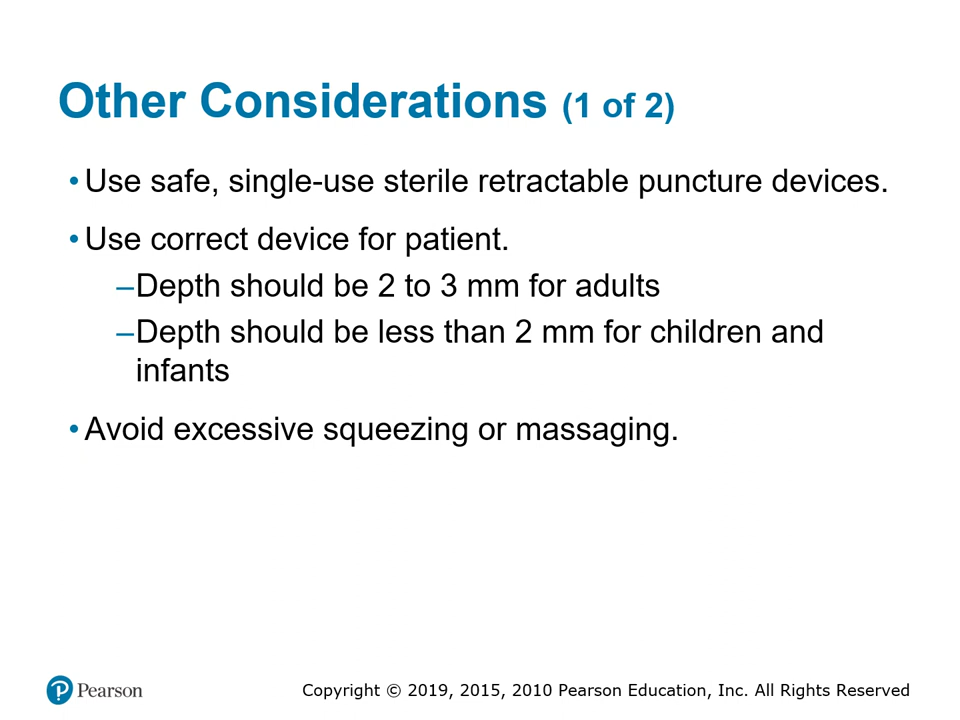 Other Considerations (1 of 2)
• Use safe, single-use sterile retractable puncture devices.
• Use correct device for patient.
– Depth should be 2 to 3 mm for adults
– Depth should be less than 2 mm for children and
infants
• Avoid excessive squeezing or massaging.
P Pearson
Copyright © 2019, 2015, 2010 Pearson Education, Inc. All Rights Reserved